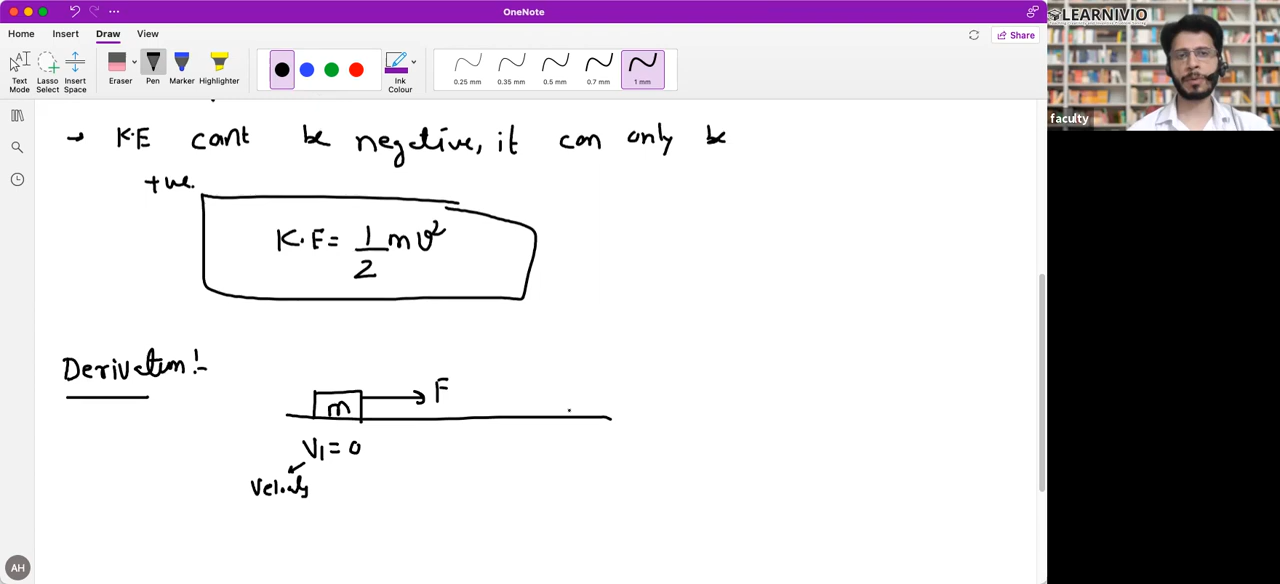 OneNote
LEARNIVIO
Home Insert Draw View
Share
Text Mode
Lasso Select
Insert Space
Eraser
Pen
Marker
Highlighter
Ink Colour
0.25 mm 0.35 mm 0.5 mm 0.7 mm 1 mm
faculty
→ K.E can't be negative, it can only be
+ve.
K.E = 1/2 mv²
Derivation :-
m → F
V1 = 0
Velocity
AH